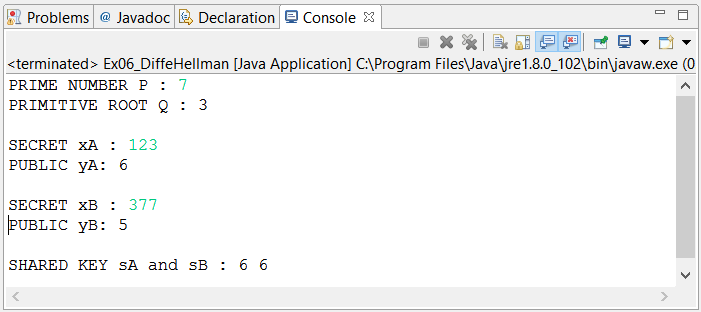 Problems @ Javadoc Declaration Console
<terminated> Ex06_DiffeHellman [Java Application] C:\Program Files\Java\jre1.8.0_102\bin\javaw.exe (0
PRIME NUMBER P : 7
PRIMITIVE ROOT Q : 3
SECRET xA : 123
PUBLIC yA: 6
SECRET xB : 377
PUBLIC yB: 5
SHARED KEY sA and sB : 6 6